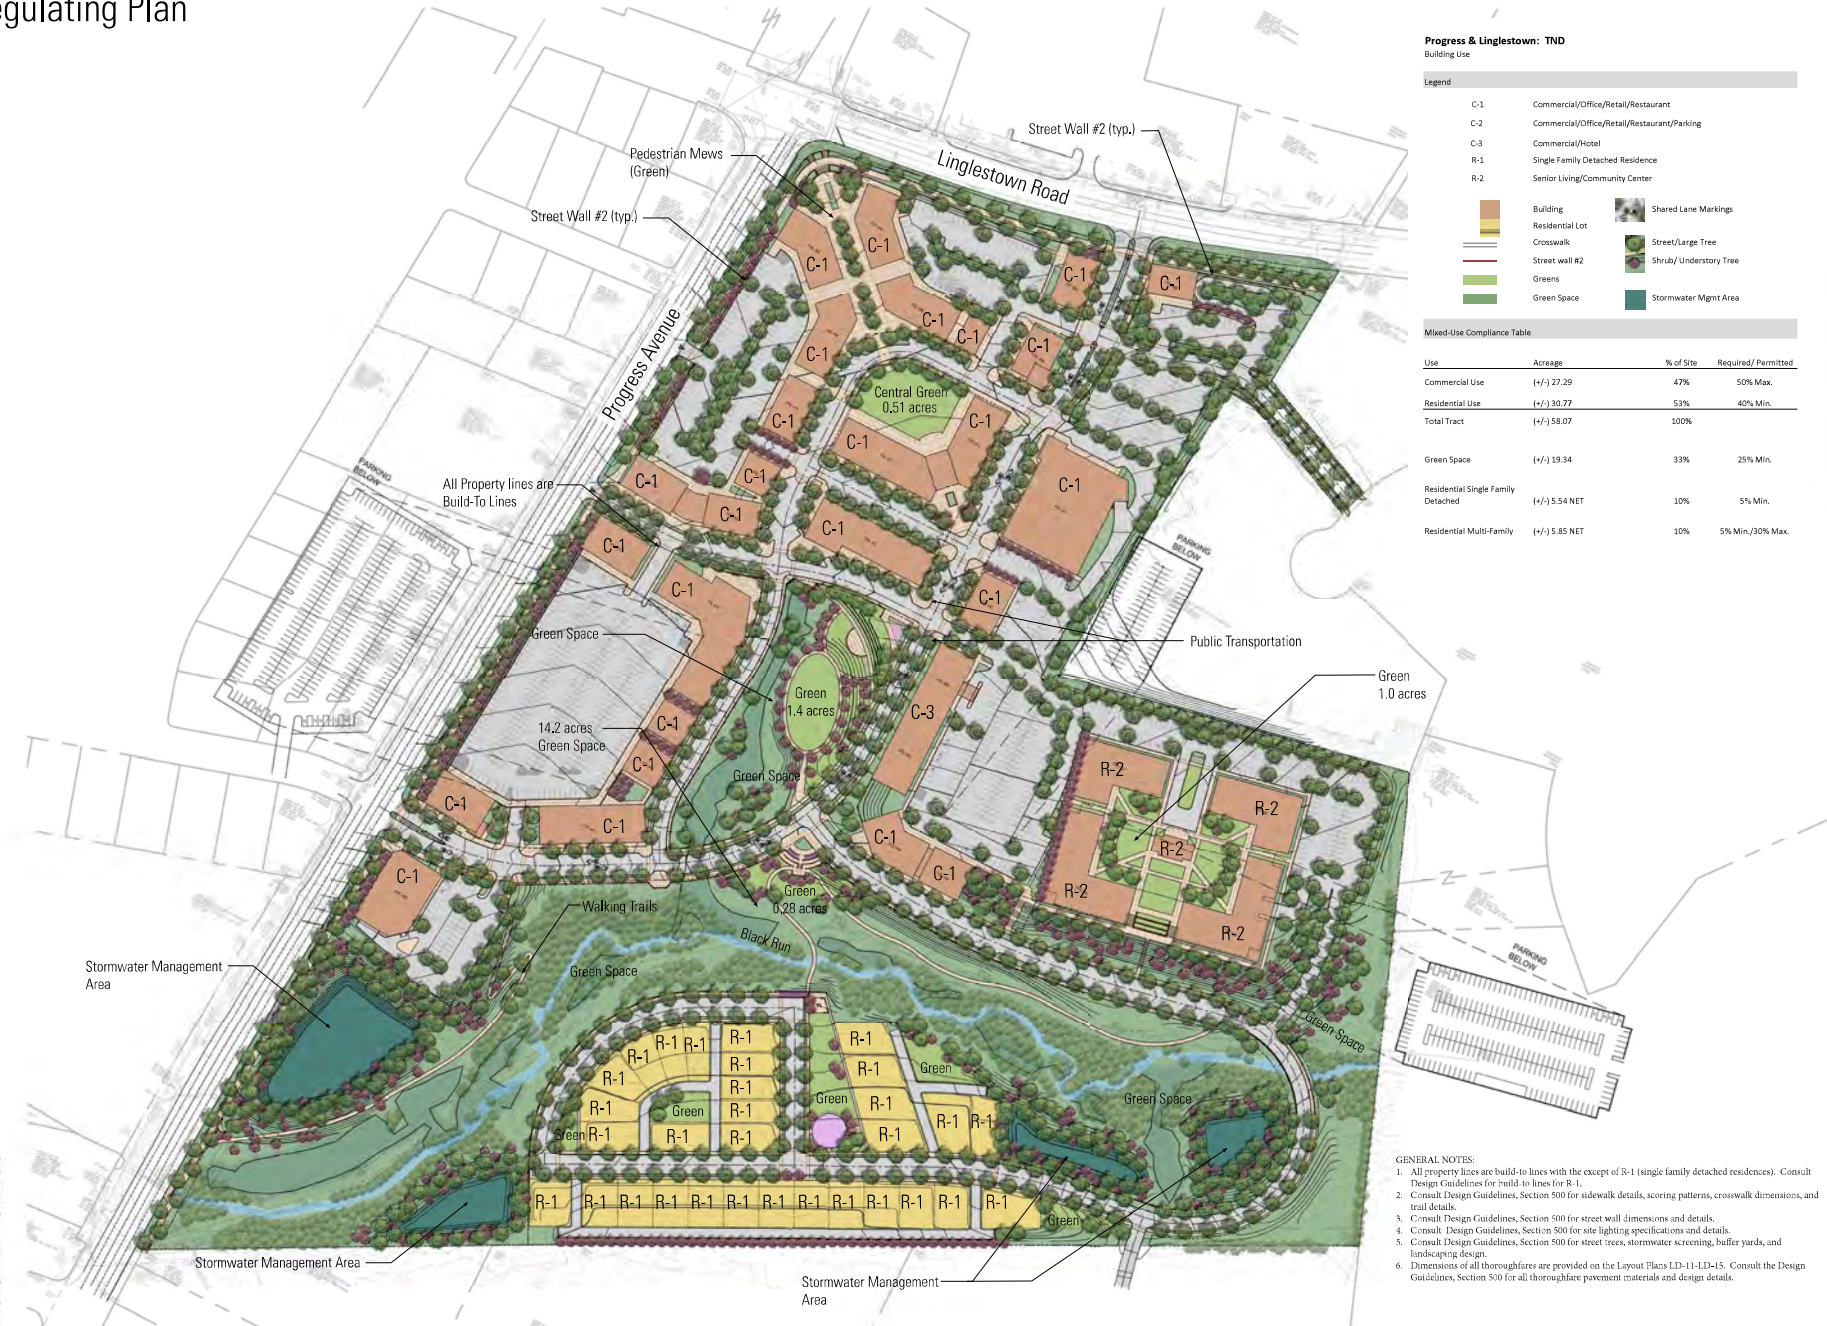 egulating Plan
Progress & Linglestown: TND
Building Use
Legend
C-1 Commercial/Office/Retail/Restaurant
C-2 Commercial/Office/Retail/Restaurant/Parking
C-3 Commercial/Hotel
R-1 Single Family Detached Residence
R-2 Senior Living/Community Center
Building Shared Lane Markings
Residential Lot
Crosswalk Street/Large Tree
Street wall #2 Shrub/ Understory Tree
Greens
Green Space Stormwater Mgmt Area
Mixed-Use Compliance Table
Use Acreage % of Site Required/ Permitted
Commercial Use (+/-) 27.29 47% 50% Max.
Residential Use (+/-) 30.77 53% 40% Min.
Total Tract (+/-) 58.07 100%
Green Space (+/-) 19.34 33% 25% Min.
Residential Single Family
Detached (+/-) 5.54 NET 10% 5% Min.
Residential Multi-Family (+/-) 5.85 NET 10% 5% Min./30% Max.
Street Wall #2 (typ.)
Pedestrian Mews
(Green)
Linglestown Road
Street Wall #2 (typ.)
C-1
C-1
C-1
C-1
C-1
C-1
C-1
C-1
Progress Avenue
Central Green
0.51 acres
C-1
C-1
C-1
C-1
C-1
C-1
C-1
C-1
PARKING
BELOW
All Property lines are
Build-To Lines
C-1
C-1
C-1
PARKING
BELOW
Green Space
Public Transportation
Green
1.0 acres
Green
1.4 acres
C-3
C-1
14.2 acres
Green Space
C-1
Green Space
R-2
R-2
R-2
R-2
R-2
C-1
C-1
C-1
C-1
C-1
Green
0.28 acres
Walking Trails
Black Run
Green Space
Stormwater Management
Area
PARKING
BELOW
Green Space
R-1
R-1
R-1
R-1
R-1
R-1
R-1
R-1
R-1
R-1
R-1
R-1
R-1
R-1
Green
Green
R-1
R-1
R-1
R-1
R-1
R-1
Green
Green
Green Space
R-1 R-1 R-1 R-1 R-1 R-1 R-1 R-1 R-1 R-1 R-1 R-1 R-1
Green
Stormwater Management Area
Stormwater Management
Area
GENERAL NOTES:
1. All property lines are build-to lines with the except of R-1 (single family detached residences). Consult
Design Guidelines for build-to lines for R-1.
2. Consult Design Guidelines, Section 500 for sidewalk details, scoring patterns, crosswalk dimensions, and
trail details.
3. Consult Design Guidelines, Section 500 for street wall dimensions and details.
4. Consult Design Guidelines, Section 500 for site lighting specifications and details.
5. Consult Design Guidelines, Section 500 for street trees, stormwater screening, buffer yards, and
landscaping design.
6. Dimensions of all thoroughfares are provided on the Layout Plans LD-11-LD-15. Consult the Design
Guidelines, Section 500 for all thoroughfare pavement materials and design details.